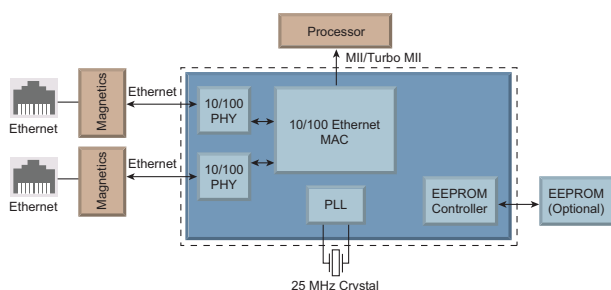 Processor
MII/Turbo MII
Ethernet
Magnetics
Ethernet
10/100
PHY
10/100 Ethernet
MAC
Ethernet
Magnetics
Ethernet
10/100
PHY
PLL
EEPROM
Controller
EEPROM
(Optional)
25 MHz Crystal